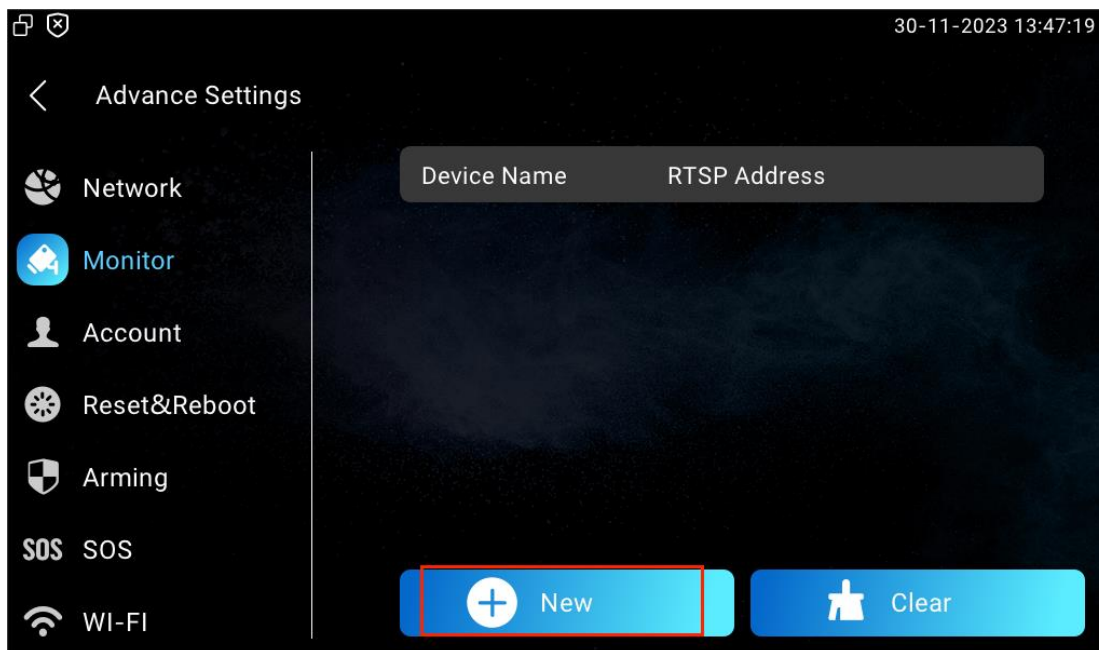 30-11-2023 13:47:19
Advance Settings
Network
Monitor
Account
Reset&Reboot
Arming
SOS SOS
WI-FI
Device Name RTSP Address
New
Clear